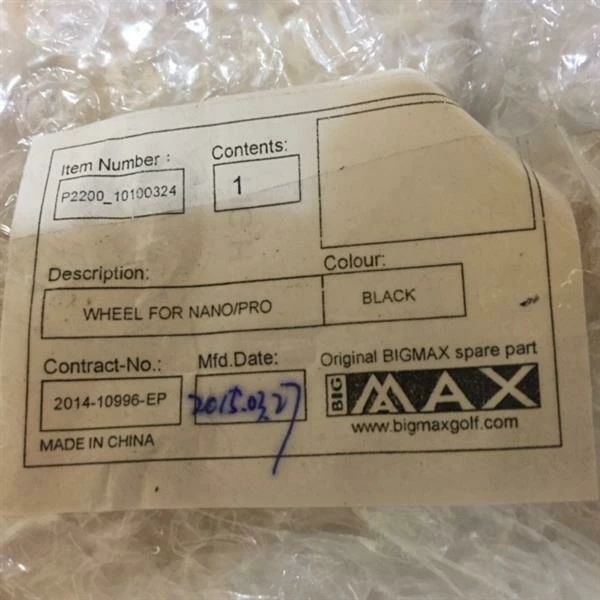 Item Number :
P2200_10100324
Contents:
1
Description:
WHEEL FOR NANO/PRO
Colour:
BLACK
Contract-No.:
2014-10996-EP
Mfd.Date:
2015.03.27
MADE IN CHINA
Original BIGMAX spare part
BIG MAX
www.bigmaxgolf.com